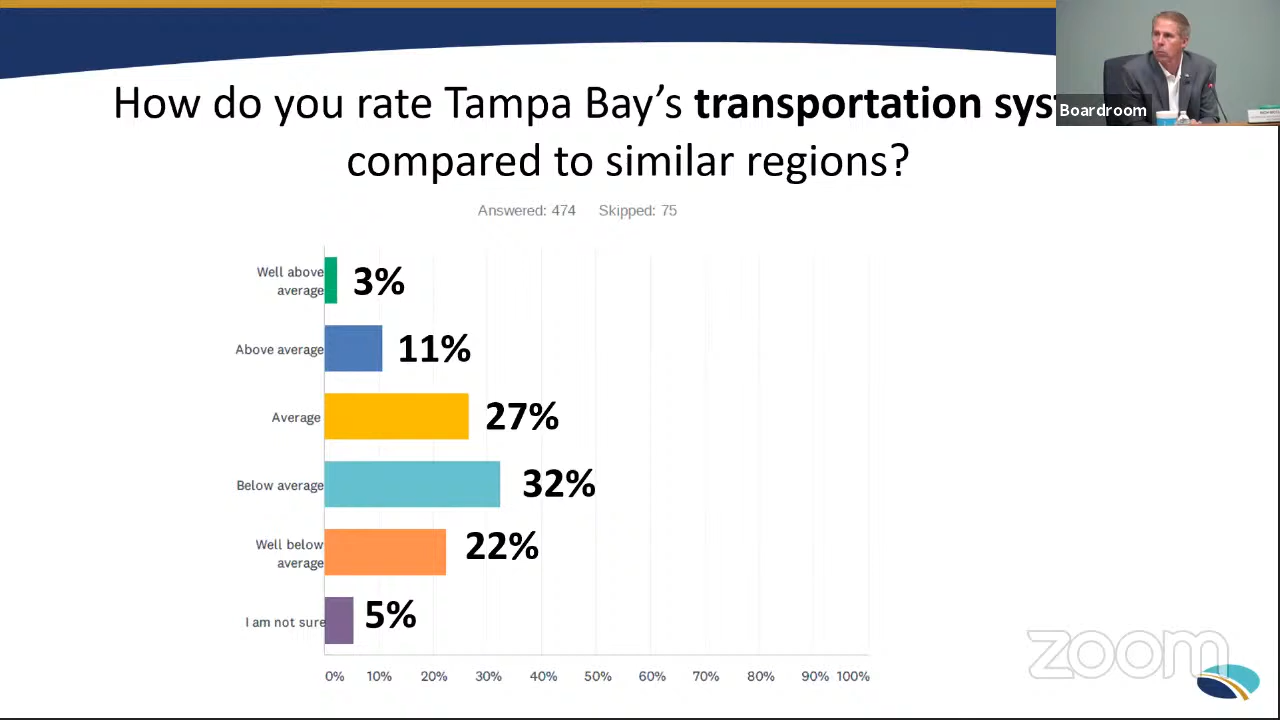 How do you rate Tampa Bay's transportation sys
compared to similar regions?
Boardroom
Answered: 474 Skipped: 75
Well above
average
3%
Above average
11%
Average
27%
Below average
32%
Well below
average
22%
I am not sure
5%
0% 10% 20% 30% 40% 50% 60% 70% 80% 90% 100%
zoom